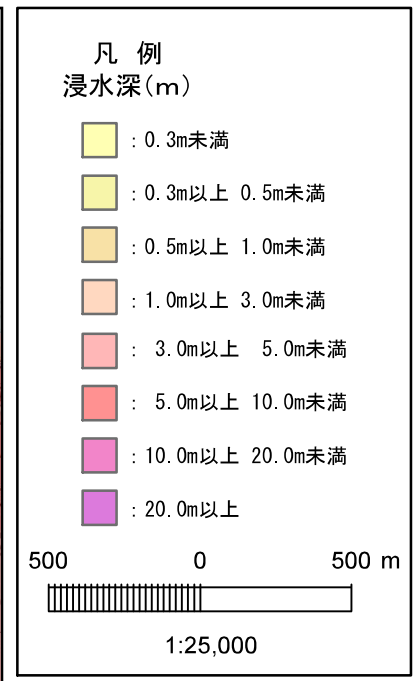 凡 例
浸水深(m)
: 0.3m未満
: 0.3m以上 0.5m未満
: 0.5m以上 1.0m未満
: 1.0m以上 3.0m未満
: 3.0m以上 5.0m未満
: 5.0m以上 10.0m未満
: 10.0m以上 20.0m未満
: 20.0m以上
500 0 500 m
1:25,000